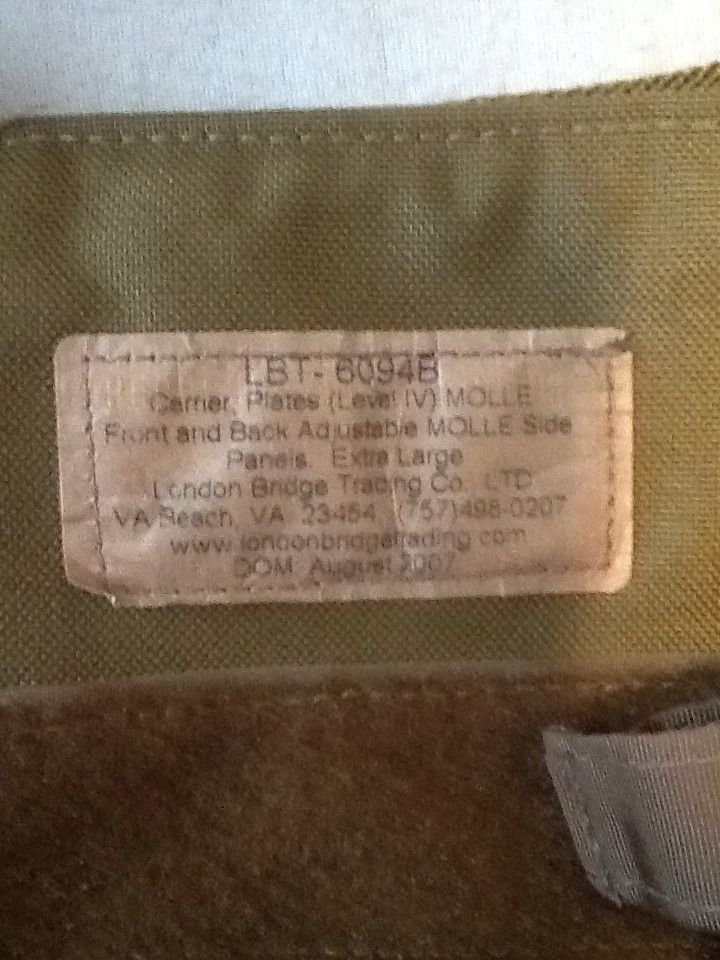 LBT- 6094B
Carrier, Plates (Level IV) MOLLE
Front and Back Adjustable MOLLE Side
Panels. Extra Large
London Bridge Trading Co. LTD
VA Beach, VA 23454 (757)498-0207
www.londonbridgetrading.com
DOM: August 2007